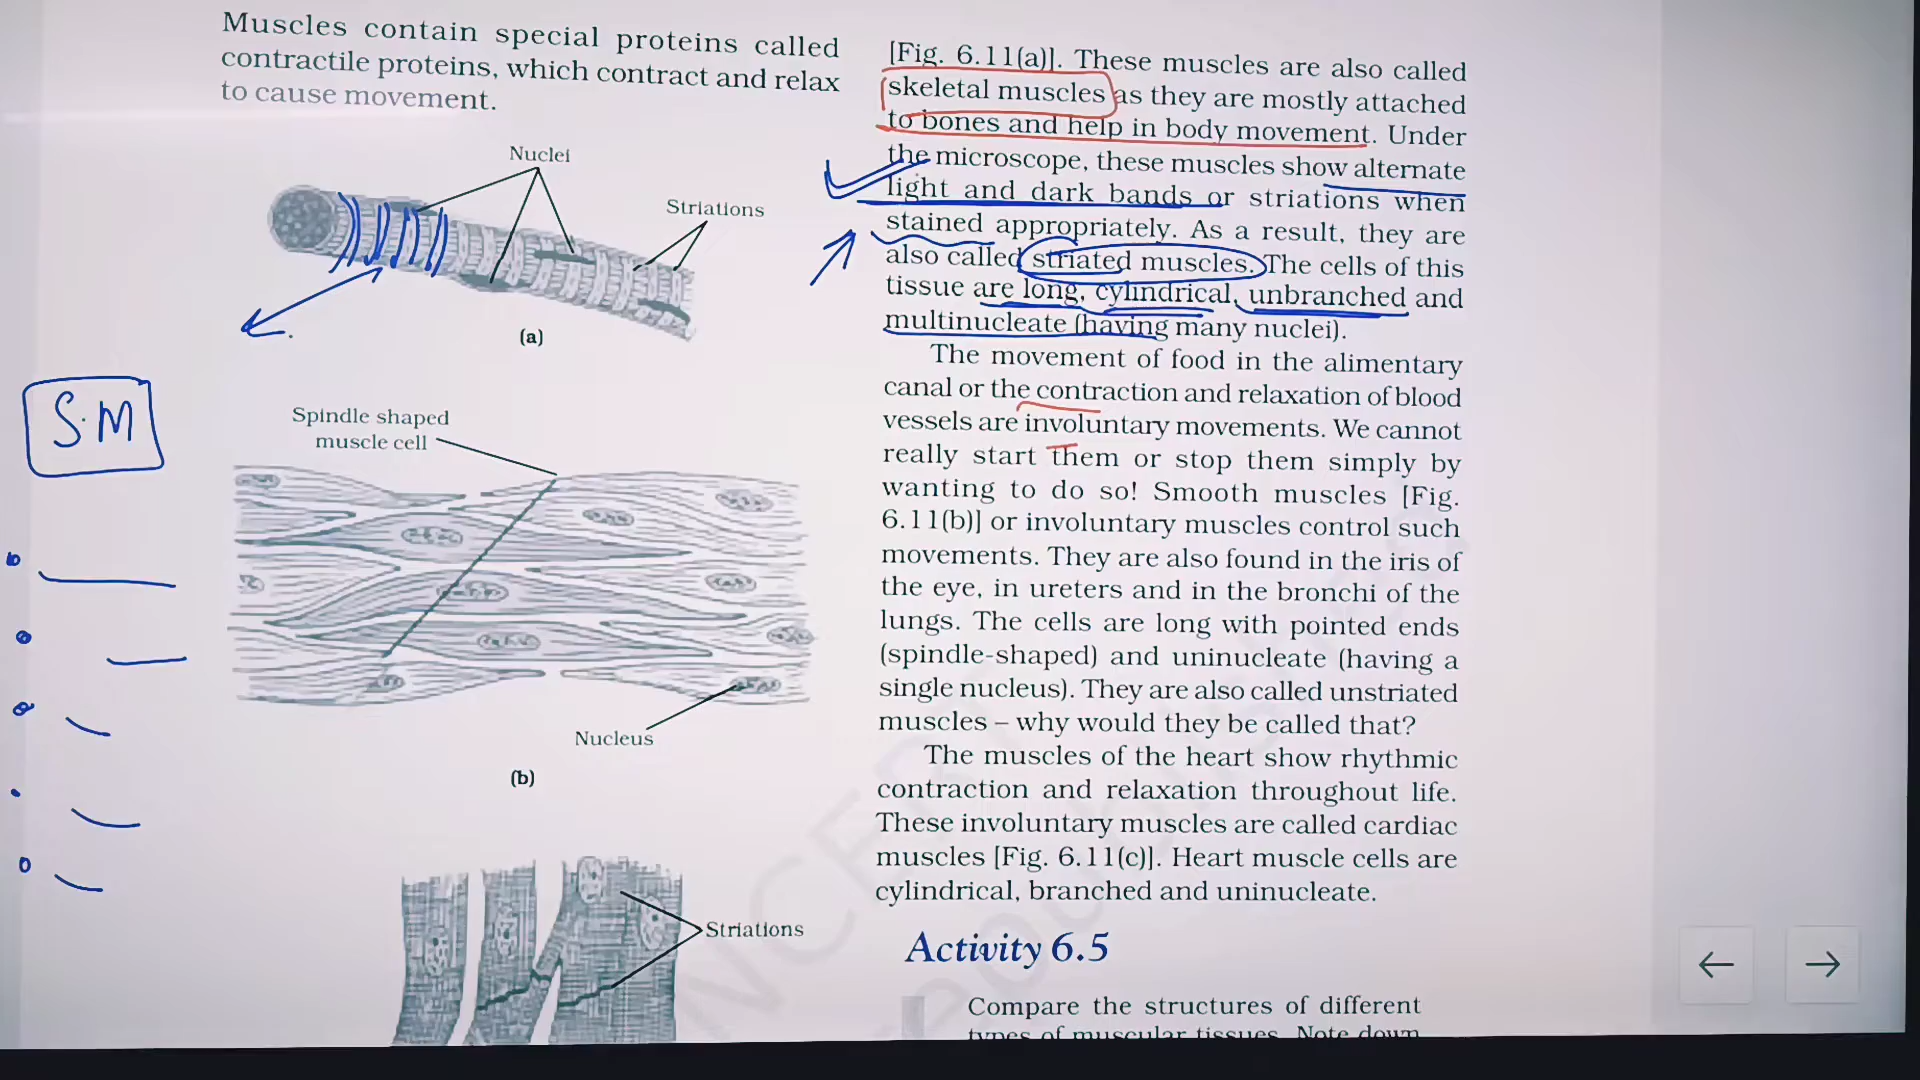 Muscles contain special proteins called
contractile proteins, which contract and relax
to cause movement.
Nuclei
Striations
(a)
S.M
Spindle shaped
muscle cell
Nucleus
(b)
Striations
[Fig. 6.11(a)]. These muscles are also called
skeletal muscles as they are mostly attached
to bones and help in body movement. Under
the microscope, these muscles show alternate
light and dark bands or striations when
stained appropriately. As a result, they are
also called striated muscles. The cells of this
tissue are long, cylindrical, unbranched and
multinucleate (having many nuclei).
The movement of food in the alimentary
canal or the contraction and relaxation of blood
vessels are involuntary movements. We cannot
really start them or stop them simply by
wanting to do so! Smooth muscles [Fig.
6.11(b)] or involuntary muscles control such
movements. They are also found in the iris of
the eye, in ureters and in the bronchi of the
lungs. The cells are long with pointed ends
(spindle-shaped) and uninucleate (having a
single nucleus). They are also called unstriated
muscles – why would they be called that?
The muscles of the heart show rhythmic
contraction and relaxation throughout life.
These involuntary muscles are called cardiac
muscles [Fig. 6.11(c)]. Heart muscle cells are
cylindrical, branched and uninucleate.
Activity 6.5
Compare the structures of different
types of muscular tissues. Note down